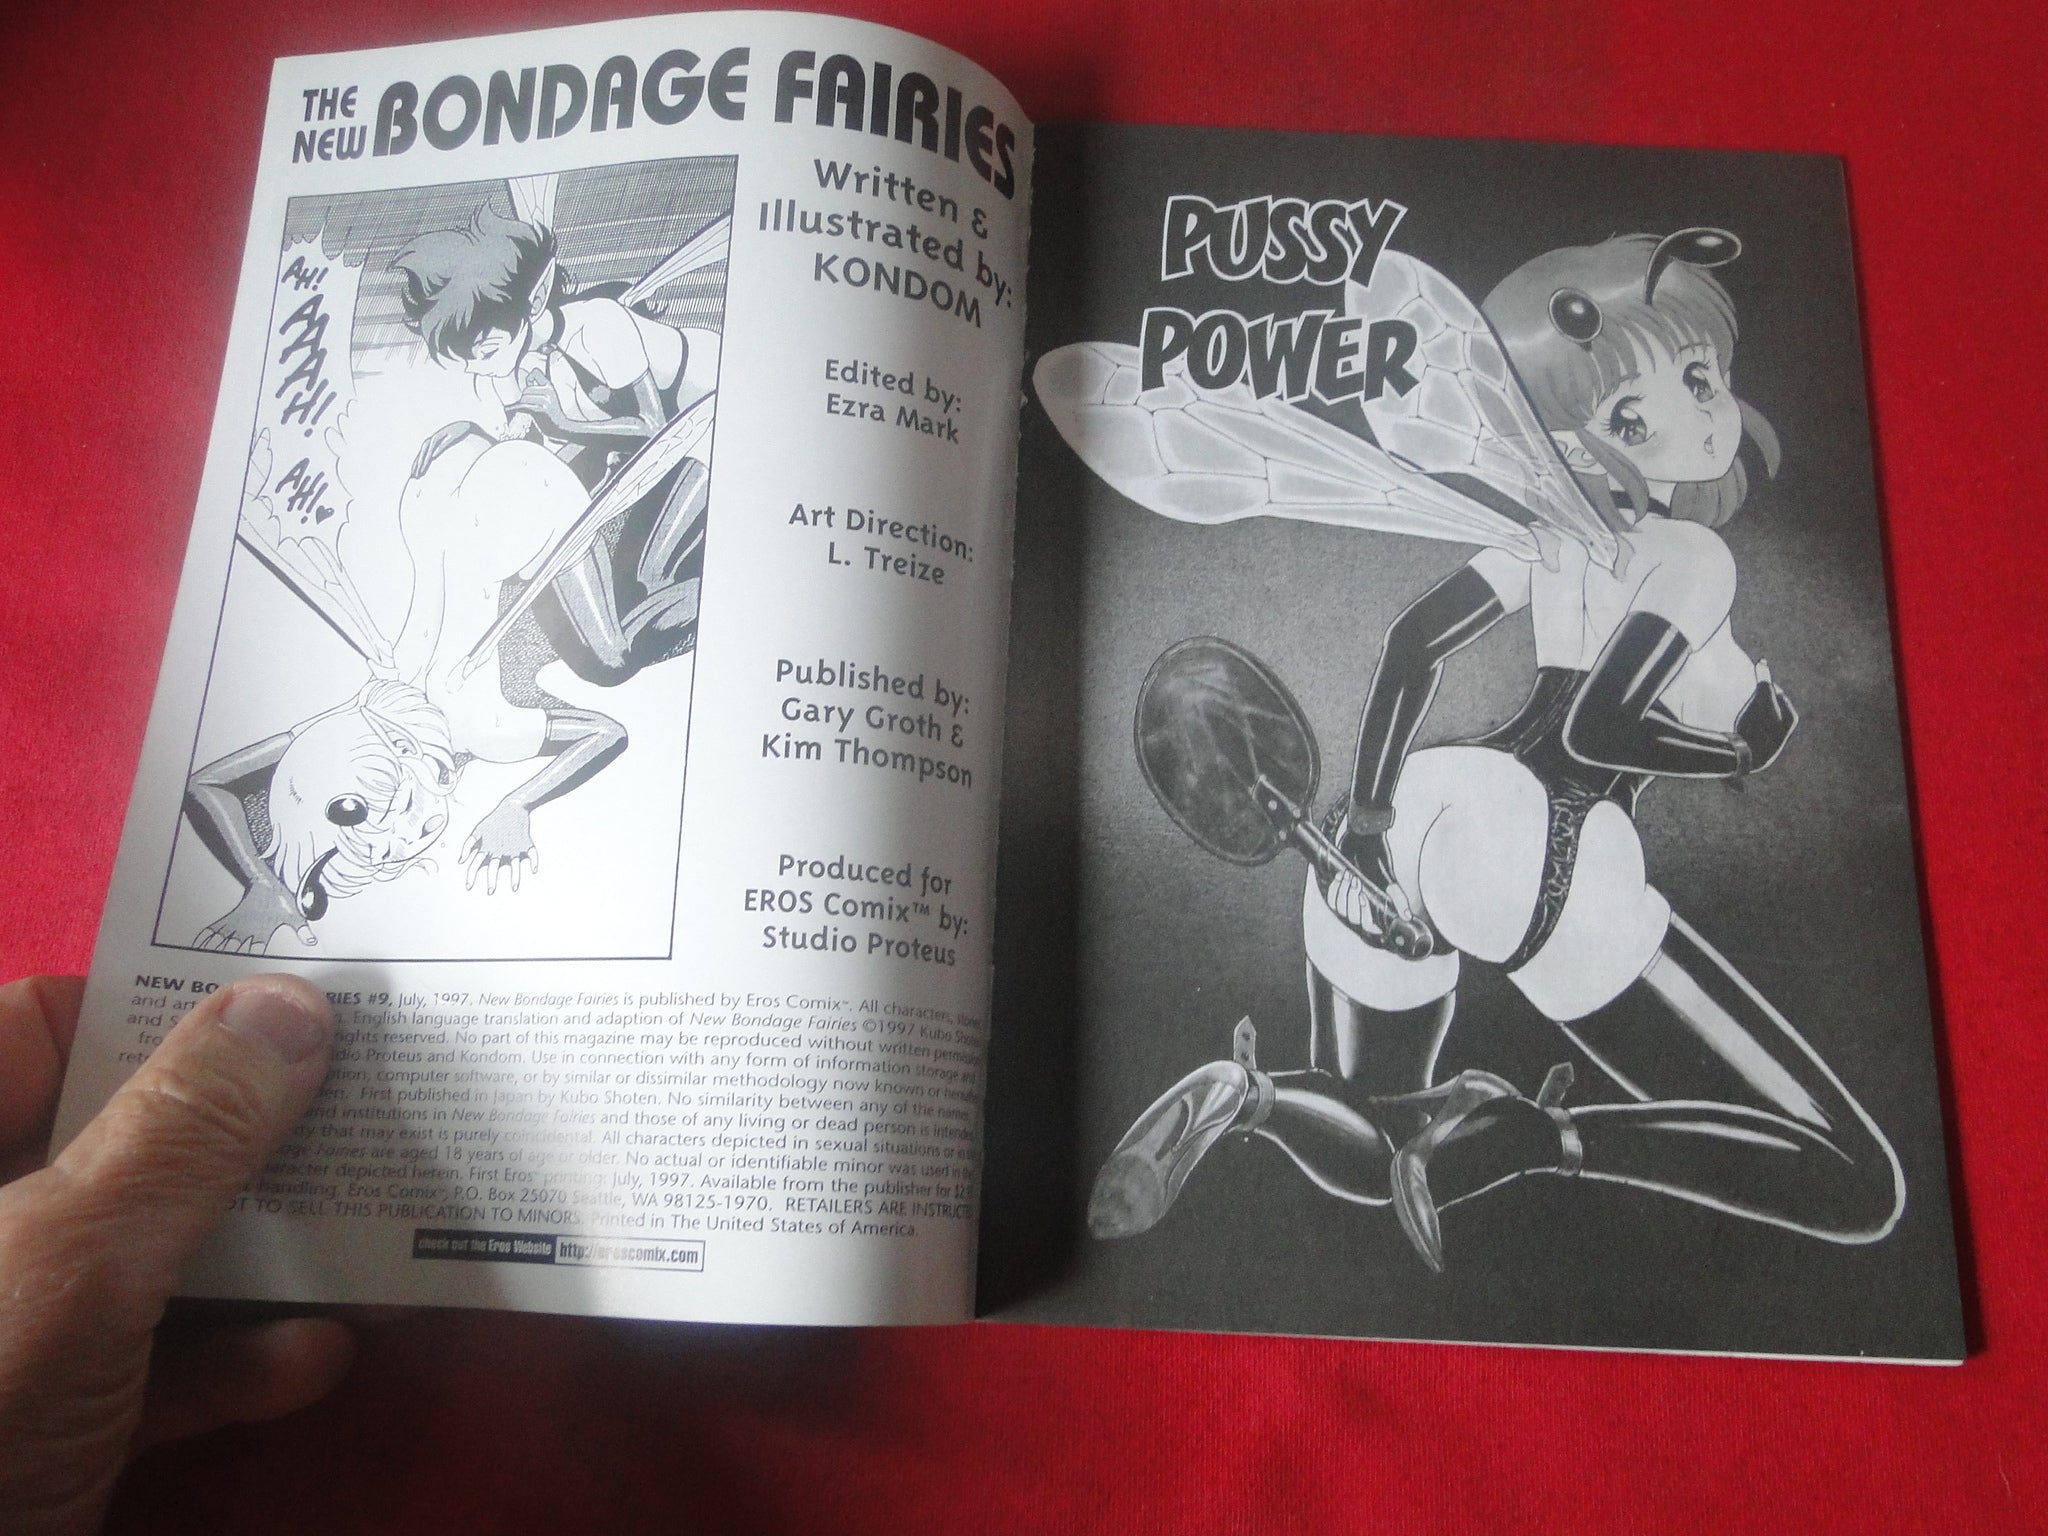 THE
NEW BONDAGE FAIRIES
Written &
Illustrated by:
KONDOM
Edited by:
Ezra Mark
Art Direction:
L. Treize
Published by:
Gary Groth &
Kim Thompson
Produced for
EROS Comix™ by:
Studio Proteus
AH!
AAAAH!
AH!♥
NEW BO RIES #9, July, 1997. New Bondage Fairies is published by Eros Comix™. All characters,
and art English language translation and adaption of New Bondage Fairies ©1997 Kubo Shoten
and rights reserved. No part of this magazine may be reproduced without written
Proteus and Kondom. Use in connection with any form of information storage and
computer software, or by similar or dissimilar methodology now known or
First published in Japan by Kubo Shoten. No similarity between any of the
and institutions in New Bondage Fairies and those of any living or dead person is
that may exist is purely coincidental. All characters depicted in sexual situations or
Fairies are aged 18 years of age or older. No actual or identifiable minor was used in the
character depicted herein. First Eros™ printing: July, 1997. Available from the publisher for
handling. Eros Comix™, P.O. Box 25070 Seattle, WA 98125-1970. RETAILERS ARE
TO SELL THIS PUBLICATION TO MINORS. Printed in The United States of America.
check out the Eros Website http://eroscomix.com
PUSSY
POWER